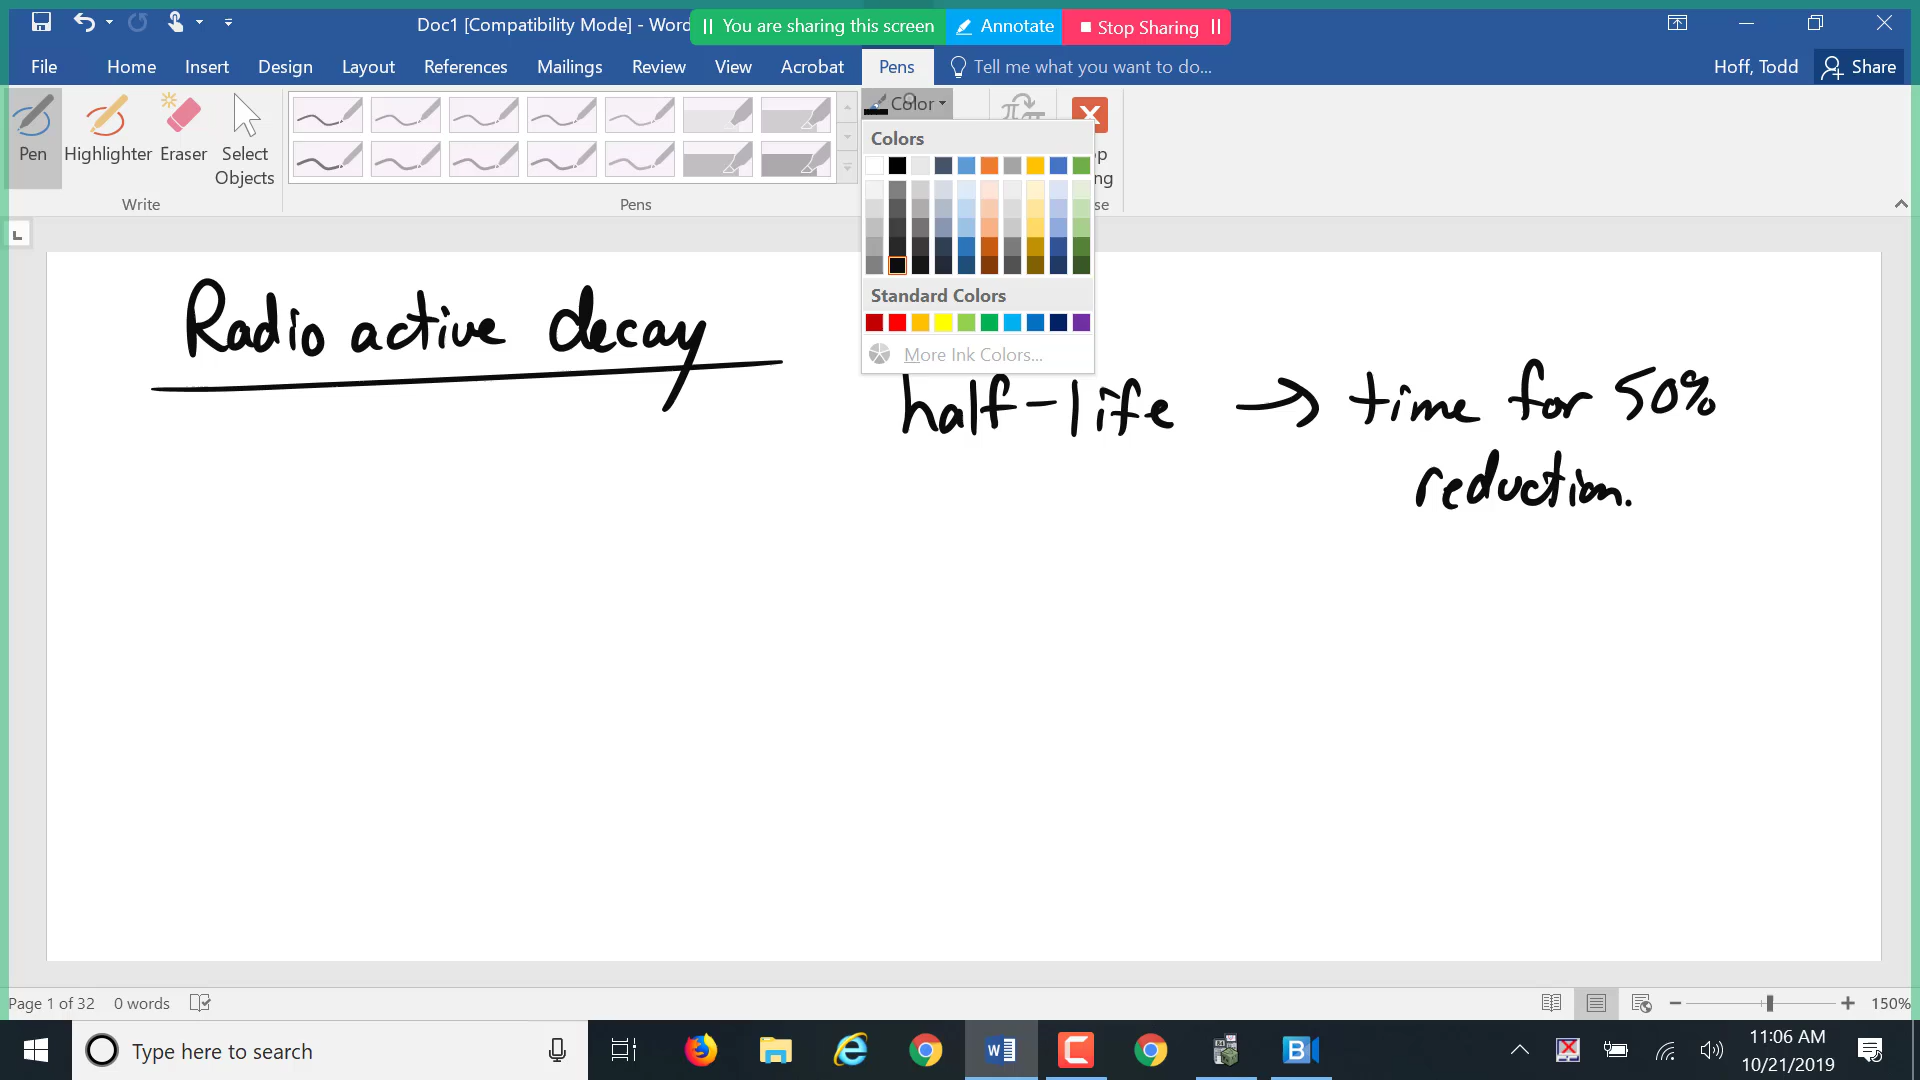 Doc1 [Compatibility Mode] - Word
You are sharing this screen
Annotate
Stop Sharing
File Home Insert Design Layout References Mailings Review View Acrobat Pens Tell me what you want to do... Hoff, Todd Share
Pen Highlighter Eraser Select Objects
Write
Pens
Color
Colors
Standard Colors
More Ink Colors...
Radio active decay
half-life → time for 50%
reduction.
Page 1 of 32 0 words
150%
Type here to search
11:06 AM
10/21/2019